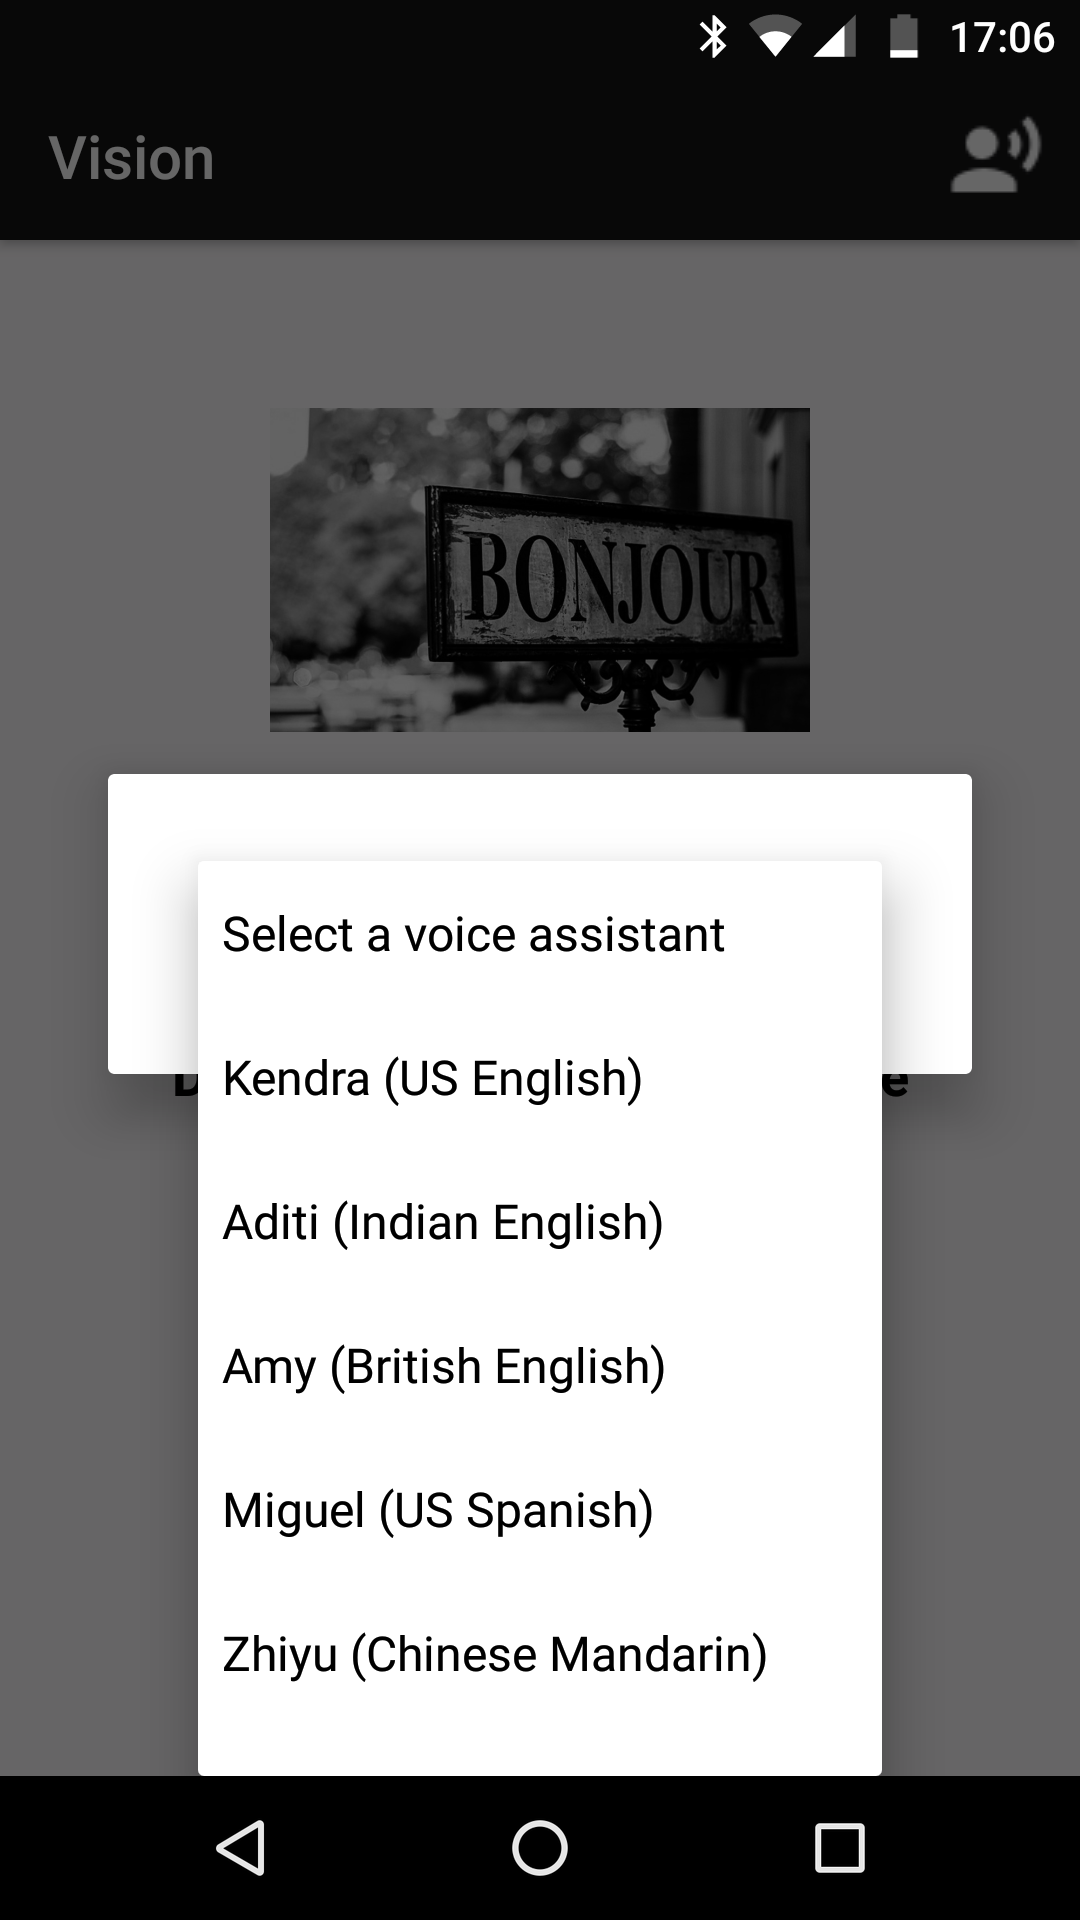 17:06
Vision
BONJOUR
Select a voice assistant
Kendra (US English)
Aditi (Indian English)
Amy (British English)
Miguel (US Spanish)
Zhiyu (Chinese Mandarin)